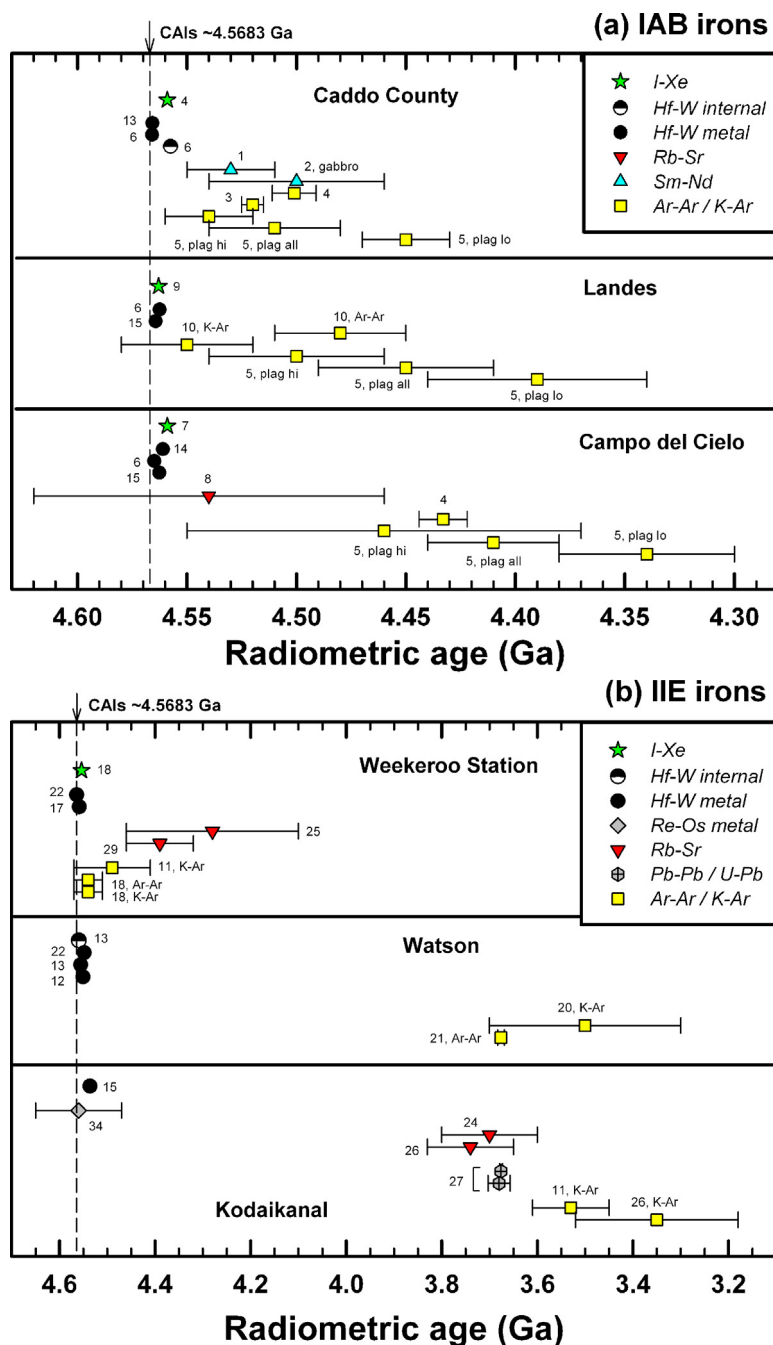 (a) IAB irons
CAIs ~4.5683 Ga
I-Xe
Hf-W internal
Hf-W metal
Rb-Sr
Sm-Nd
Ar-Ar / K-Ar
Caddo County
4
13
6
6
1
2, gabbro
4
3
5, plag hi
5, plag all
5, plag lo
Landes
9
6
15
10, K-Ar
10, Ar-Ar
5, plag hi
5, plag all
5, plag lo
Campo del Cielo
7
14
6
15
8
4
5, plag hi
5, plag all
5, plag lo
4.60 4.55 4.50 4.45 4.40 4.35 4.30
Radiometric age (Ga)
(b) IIE irons
CAIs ~4.5683 Ga
I-Xe
Hf-W internal
Hf-W metal
Re-Os metal
Rb-Sr
Pb-Pb / U-Pb
Ar-Ar / K-Ar
Weekeroo Station
18
22
17
25
29
11, K-Ar
18, Ar-Ar
18, K-Ar
Watson
13
22
13
12
20, K-Ar
21, Ar-Ar
Kodaikanal
15
34
24
26
27
11, K-Ar
26, K-Ar
4.6 4.4 4.2 4.0 3.8 3.6 3.4 3.2
Radiometric age (Ga)